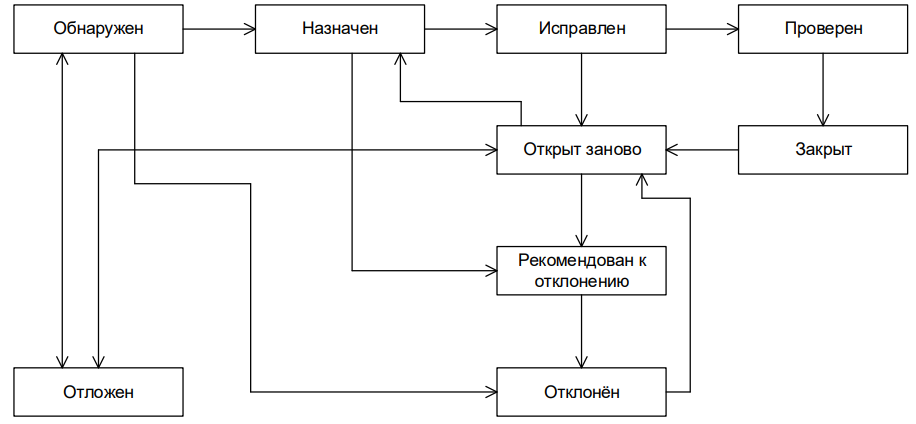 Обнаружен
Назначен
Исправлен
Проверен
Открыт заново
Закрыт
Рекомендован к
отклонению
Отложен
Отклонён